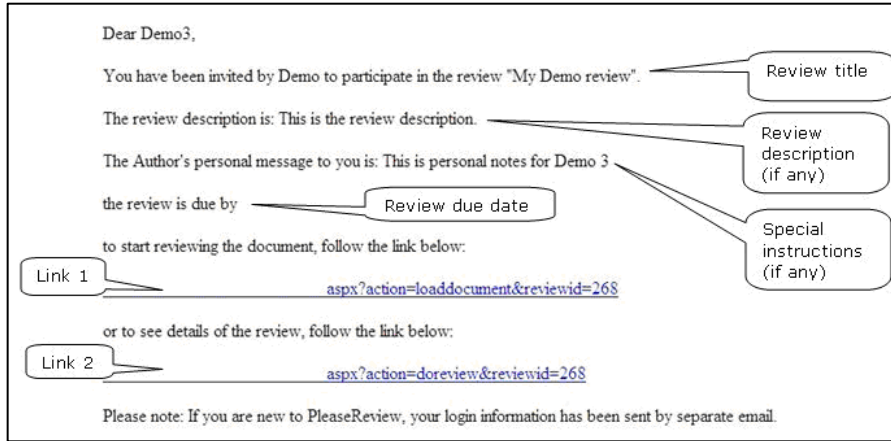 Dear Demo3,
You have been invited by Demo to participate in the review "My Demo review".
Review title
The review description is: This is the review description.
Review
description
(if any)
The Author's personal message to you is: This is personal notes for Demo 3
the review is due by
Review due date
Special
instructions
(if any)
to start reviewing the document, follow the link below:
Link 1
aspx?action=loaddocument&reviewid=268
or to see details of the review, follow the link below:
Link 2
aspx?action=doreview&reviewid=268
Please note: If you are new to PleaseReview, your login information has been sent by separate email.